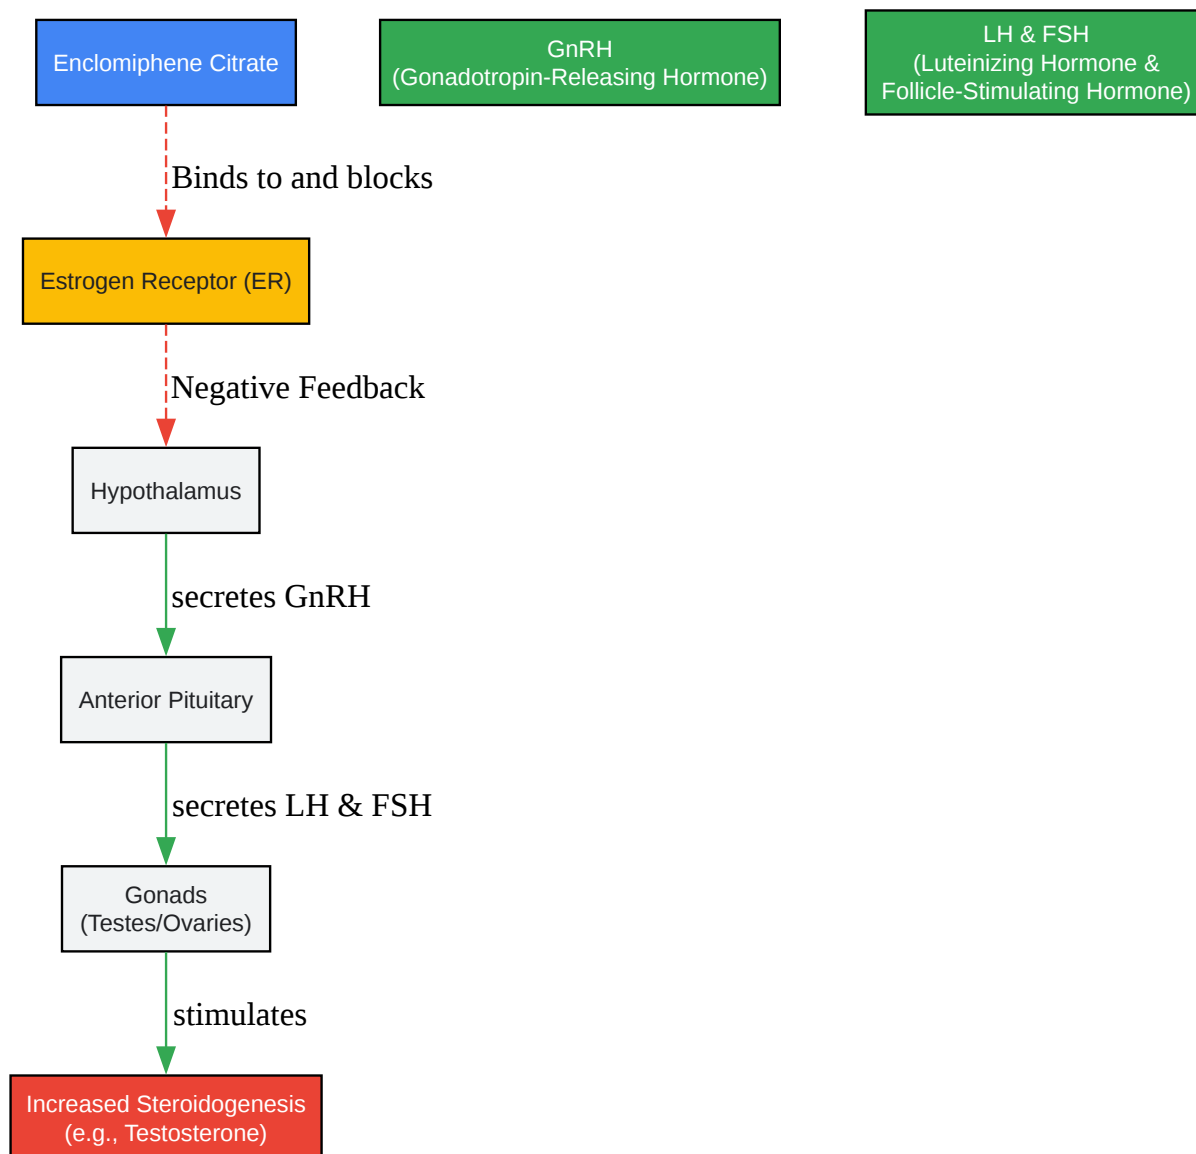 Enclomiphene Citrate
GnRH
(Gonadotropin-Releasing Hormone)
LH & FSH
(Luteinizing Hormone &
Follicle-Stimulating Hormone)
Binds to and blocks
Estrogen Receptor (ER)
Negative Feedback
Hypothalamus
secretes GnRH
Anterior Pituitary
secretes LH & FSH
Gonads
(Testes/Ovaries)
stimulates
Increased Steroidogenesis
(e.g., Testosterone)